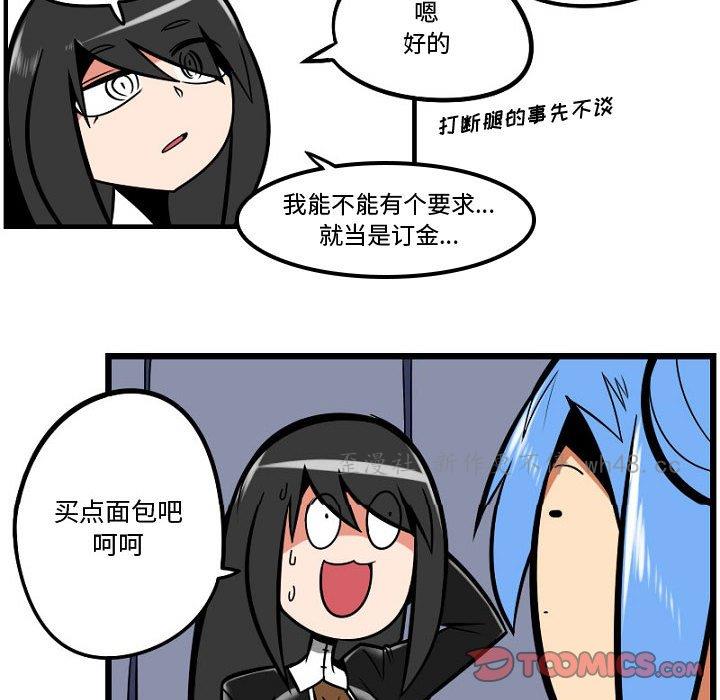 嗯
好的
打断腿的事先不谈
我能不能有个要求...
就当是订金...
买点面包吧
呵呵
TOOMICS.COM